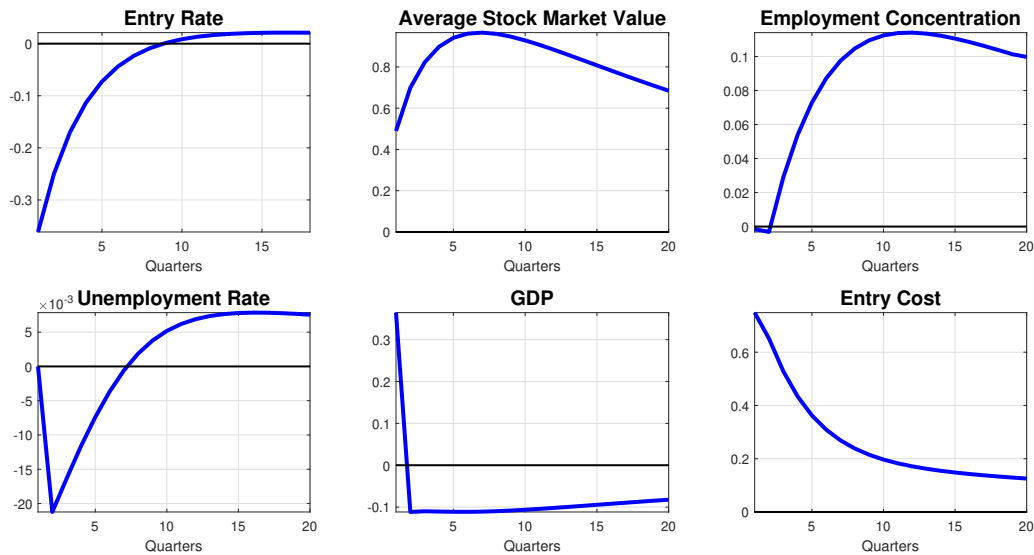 Entry Rate
0
-0.1
-0.2
-0.3
5 10 15
Quarters
Average Stock Market Value
0.8
0.6
0.4
0.2
0
5 10 15 20
Quarters
Employment Concentration
0.1
0.08
0.06
0.04
0.02
0
5 10 15 20
Quarters
×10⁻³
Unemployment Rate
5
0
-5
-10
-15
-20
5 10 15 20
Quarters
GDP
0.3
0.2
0.1
0
-0.1
5 10 15 20
Quarters
Entry Cost
0.6
0.4
0.2
0
5 10 15 20
Quarters